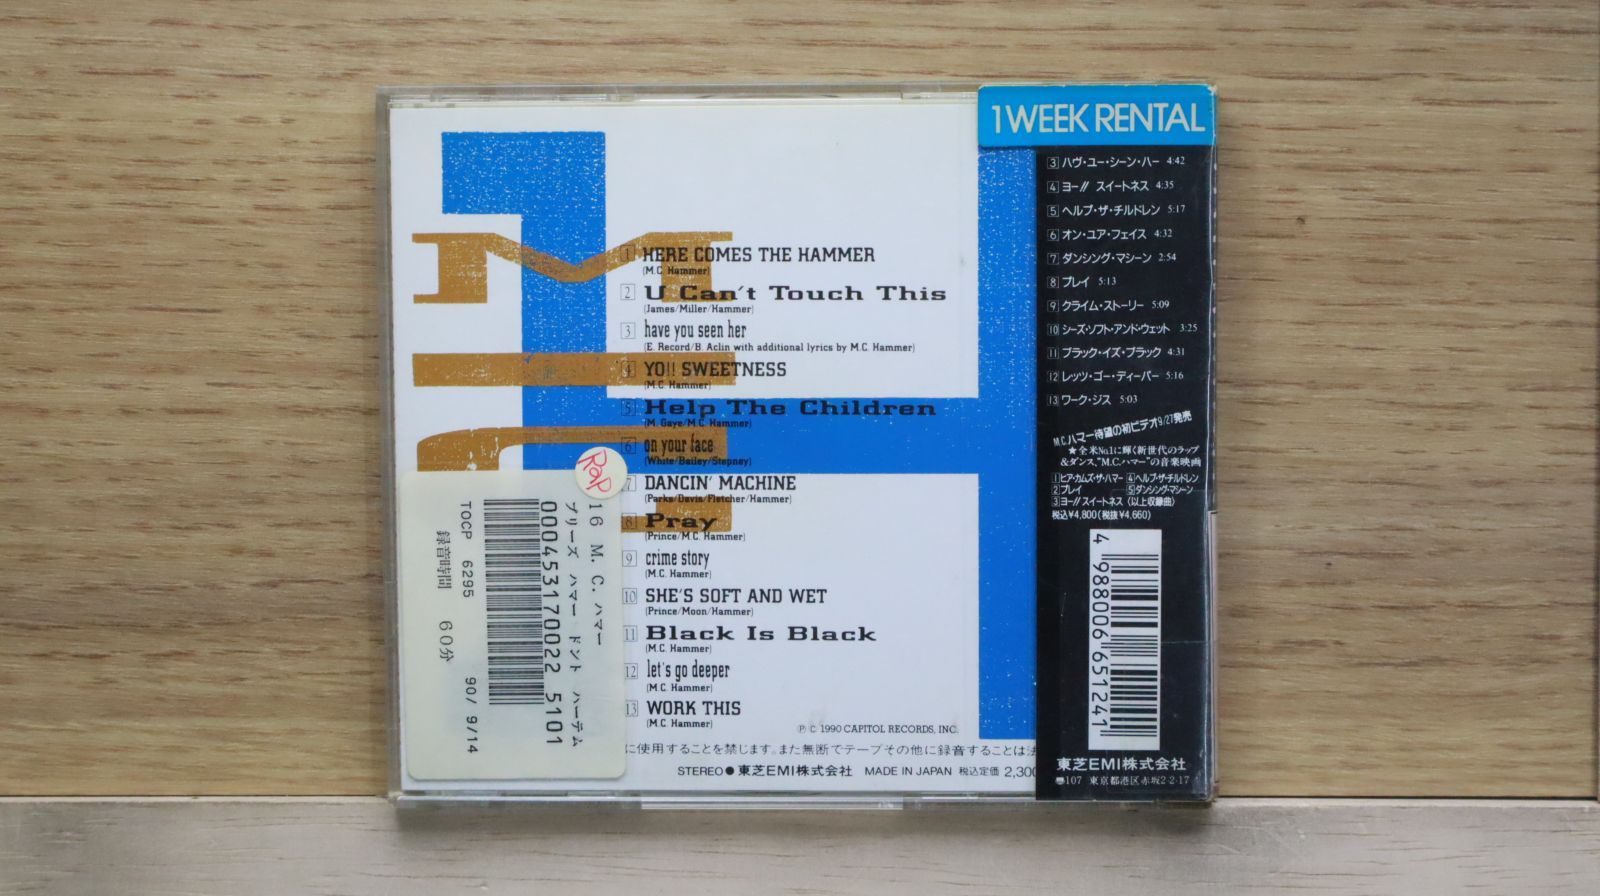 1 HERE COMES THE HAMMER
(M.C. Hammer)
2 U Can't Touch This
(James/Miller/Hammer)
3 have you seen her
(E. Record/B. Aclin with additional lyrics by M.C. Hammer)
4 YO!! SWEETNESS
(M.C. Hammer)
5 Help The Children
(M. Gaye/M.C. Hammer)
6 on your face
(White/Bailey/Stepney)
7 DANCIN' MACHINE
(Parks/Davis/Fletcher/Hammer)
8 Pray
(Prince/M.C. Hammer)
9 crime story
(M.C. Hammer)
10 SHE'S SOFT AND WET
(Prince/Moon/Hammer)
11 Black Is Black
(M.C. Hammer)
12 let's go deeper
(M.C. Hammer)
13 WORK THIS
(M.C. Hammer)
Ⓟ © 1990 CAPITOL RECORDS, INC.
に使用することを禁じます。また無断でテープその他に録音することは法
STEREO● 東芝EMI株式会社 MADE IN JAPAN 税込定価 2,300
Rap
16 M. C. ハマー
プリーズ ハマー ドント ハーテム
000453170022 5101
TOCP 6295 90/ 9/14
録音時間 60分
1 WEEK RENTAL
3 ハヴ・ユー・シーン・ハー 4:42
4 ヨー!! スイートネス 4:35
5 ヘルプ・ザ・チルドレン 5:17
6 オン・ユア・フェイス 4:32
7 ダンシング・マシーン 2:54
8 プレイ 5:13
9 クライム・ストーリー 5:09
10 シーズ・ソフト・アンド・ウェット 3:25
11 ブラック・イズ・ブラック 4:31
12 レッツ・ゴー・ディーパー 5:16
13 ワーク・ジス 5:03
M.C.ハマー待望の初ビデオ9/27発売
★全米No.1に輝く新世代のラップ
&ダンス、"M.C.ハマー"の音楽映画
1 ヒア・カムズ・ザ・ハマー 4 ヘルプ・ザ・チルドレン
2 プレイ 5 ダンシング・マシーン
3 ヨー!! スイートネス (以上収録曲)
税込¥4,800(税抜¥4,660)
4 988006 651241
東芝EMI株式会社
107 東京都港区赤坂2-2-17